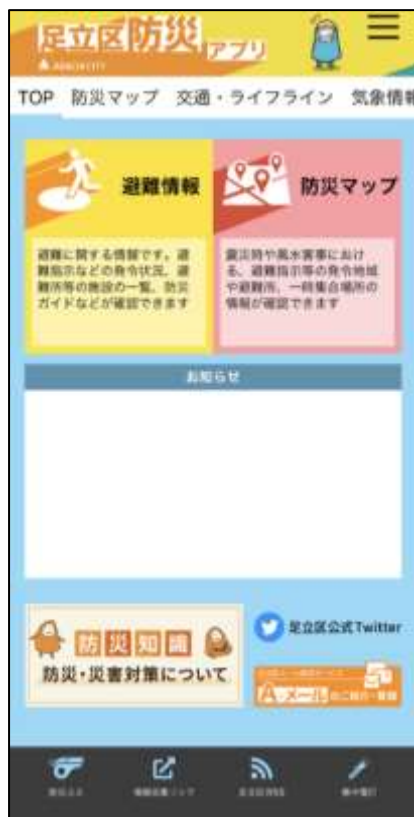 足立区防災アプリ
ADACHI CITY
TOP 防災マップ 交通・ライフライン 気象情報
避難情報
避難に関する情報です。避
難指示などの発令状況、避
難所等の施設の一覧、防災
ガイドなどが確認できます
防災マップ
震災時や風水害事におけ
る、避難指示等の発令地域
や避難所、一時集合場所の
情報が確認できます
お知らせ
防災知識
防災・災害対策について
足立区公式Twitter
A-メール